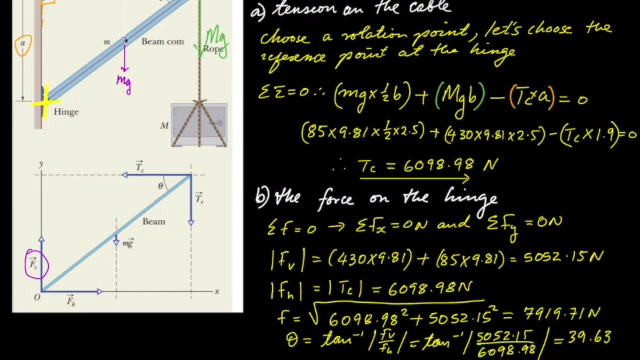 a) tension on the cable
choose a rotation point, let's choose the
reference point at the hinge
Στ = 0 ∴ (mg × ½ b) + (Mgb) - (Tc × a) = 0
(85 × 9.81 × ½ × 2.5) + (430 × 9.81 × 2.5) - (Tc × 1.9) = 0
∴ Tc = 6098.98 N
b) the force on the hinge
Σf = 0 → Σfx = 0N and Σfy = 0N
|fv| = (430 × 9.81) + (85 × 9.81) = 5052.15 N
|fh| = |Tc| = 6098.98 N
f = √6098.98² + 5052.15² = 7919.71 N
θ = tan⁻¹ |fv/fh| = tan⁻¹ |5052.15/6098.98| = 39.63
a
m
Beam com
mg
Mg
Rope
Hinge
M
y
Tc
θ
Tr
Beam
mg
Fv
O
Fh
x